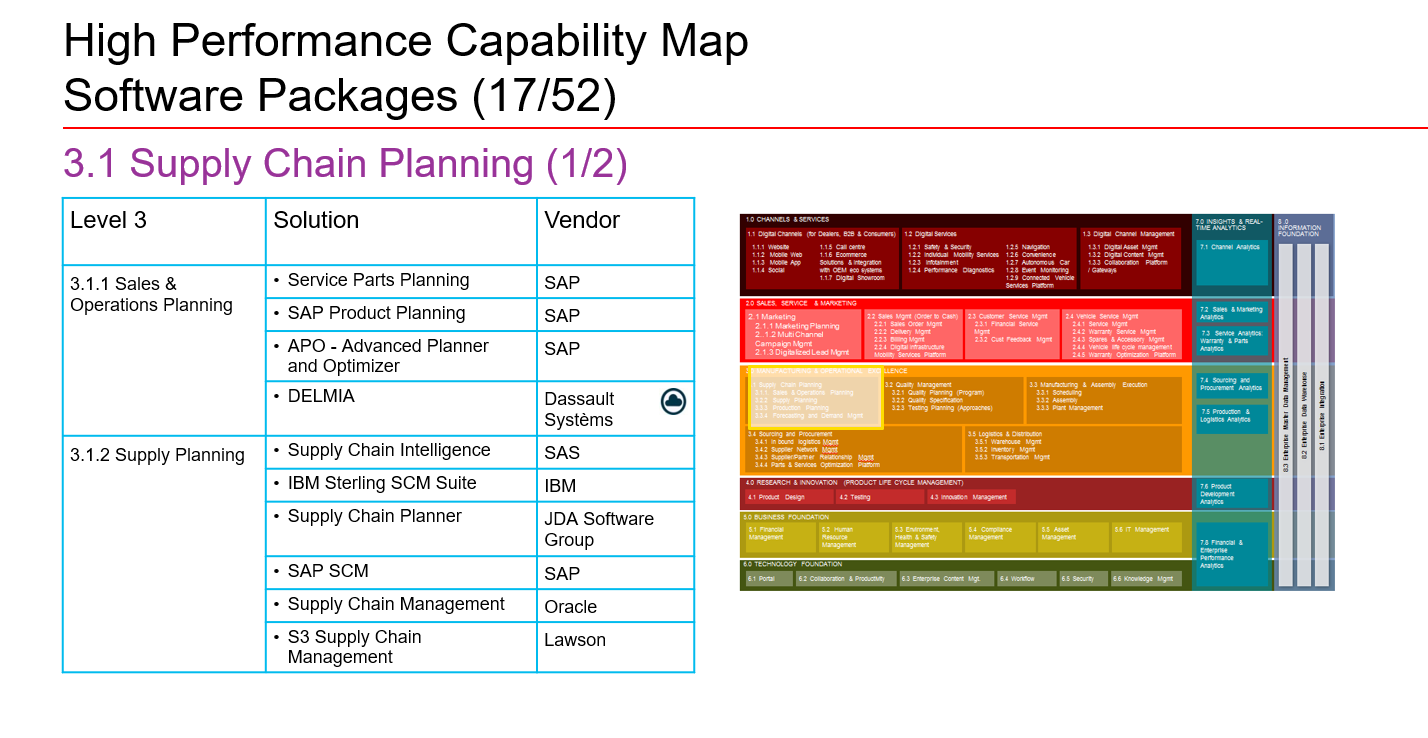 High Performance Capability Map
Software Packages (17/52)
3.1 Supply Chain Planning (1/2)
Level 3
Solution
Vendor
3.1.1 Sales &
Operations Planning
• Service Parts Planning
SAP
• SAP Product Planning
SAP
• APO - Advanced Planner
and Optimizer
SAP
• DELMIA
Dassault
Systèms
3.1.2 Supply Planning
• Supply Chain Intelligence
SAS
• IBM Sterling SCM Suite
IBM
• Supply Chain Planner
JDA Software
Group
• SAP SCM
SAP
• Supply Chain Management
Oracle
• S3 Supply Chain
Management
Lawson
1.0 CHANNELS & SERVICES
1.1 Digital Channels (for Dealers, B2B & Consumers)
1.1.1 Website
1.1.2 Mobile Web
1.1.3 Mobile App
1.1.4 Social
1.1.5 Call centre
1.1.6 Ecommerce
Solutions & Integration
with OEM eco systems
1.1.7 Digital Showroom
1.2 Digital Services
1.2.1 Safety & Security
1.2.2 Individual Mobility Services
1.2.3 Infotainment
1.2.4 Performance Diagnostics
1.2.5 Navigation
1.2.6 Convenience
1.2.7 Autonomous Car
1.2.8 Event Monitoring
1.2.9 Connected Vehicle
Services Platform
1.3 Digital Channel Management
1.3.1 Digital Asset Mgmt
1.3.2 Digital Content Mgmt
1.3.3 Collaboration Platform
/ Gateways
2.0 SALES, SERVICE & MARKETING
2.1 Marketing
2.1.1 Marketing Planning
2. .1.2 Multi Channel
Campaign Mgmt
2.1.3 Digitalized Lead Mgmt
2.2 Sales Mgmt (Order to Cash)
2.2.1 Sales Order Mgmt
2.2.2 Delivery Mgmt
2.2.3 Billing Mgmt
2.2.4 Digital Infrastructure
Mobility Services Platform
2.3 Customer Service Mgmt
2.3.1 Financial Service
Mgmt
2.3.2 Cust Feedback Mgmt
2.4 Vehicle Service Mgmt
2.4.1 Service Mgmt
2.4.2 Warranty Service Mgmt
2.4.3 Spares & Accessory Mgmt
2.4.4 Vehicle life cycle management
2.4.5 Warranty Optimization Platform
MANUFACTURING & OPERATIONAL EXCELLENCE
Supply Chain Planning
Sales & Operations Planning
Supply Planning
Production Planning
Forecasting and Demand Mgmt
3.2 Quality Management
3.2.1 Quality Planning (Program)
3.2.2 Quality Specification
3.2.3 Testing Planning (Approaches)
3.3 Manufacturing & Assembly Execution
3.3.1 Scheduling
3.3.2 Assembly
3.3.3 Plant Management
3.4 Sourcing and Procurement
3.4.1 In bound logistics Mgmt
3.4.2 Supplier Network Mgmt
3.4.3 Supplier/Partner Relationship Mgmt
3.4.4 Parts & Services Optimization Platform
3.5 Logistics & Distribution
3.5.1 Warehouse Mgmt
3.5.2 Inventory Mgmt
3.5.3 Transportation Mgmt
4.0 RESEARCH & INNOVATION (PRODUCT LIFE CYCLE MANAGEMENT)
4.1 Product Design
4.2 Testing
4.3 Innovation Management
5.0 BUSINESS FOUNDATION
5.1 Financial
Management
5.2 Human
Resource
Management
5.3 Environment,
Health & Safety
Management
5.4 Compliance
Management
5.5 Asset
Management
5.6 IT Management
6.0 TECHNOLOGY FOUNDATION
6.1 Portal
6.2 Collaboration & Productivity
6.3 Enterprise Content Mgt.
6.4 Workflow
6.5 Security
6.6 Knowledge Mgmt
7.0 INSIGHTS & REAL-
TIME ANALYTICS
7.1 Channel Analytics
7.2 Sales & Marketing
Analytics
7.3 Service Analytics:
Warranty & Parts
Analytics
7.4 Sourcing and
Procurement Analytics
7.5 Production &
Logistics Analytics
7.6 Product
Development
Analytics
7.8 Financial &
Enterprise
Performance
Analytics
8 .0
INFORMATION
FOUNDATION
8.3 Enterprise Master Data Management
8.2 Enterprise Data Warehouse
8.1 Enterprise Integration